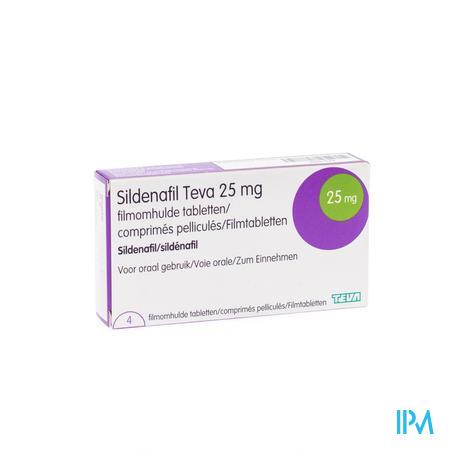 Sildenafil Teva 25 mg
filmomhulde tabletten/
comprimés pelliculés/Filmtabletten
Sildenafil/sildénafil
Voor oraal gebruik/Voie orale/Zum Einnehmen
25 mg
TEVA
4 filmomhulde tabletten/comprimés pelliculés/Filmtabletten
IPM